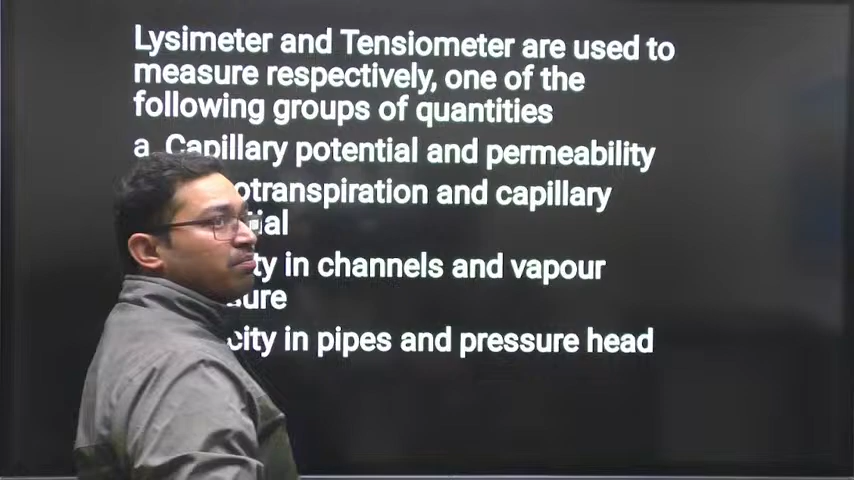 Lysimeter and Tensiometer are used to
measure respectively, one of the
following groups of quantities
a Capillary potential and permeability
otranspiration and capillary
ial
ty in channels and vapour
ure
city in pipes and pressure head